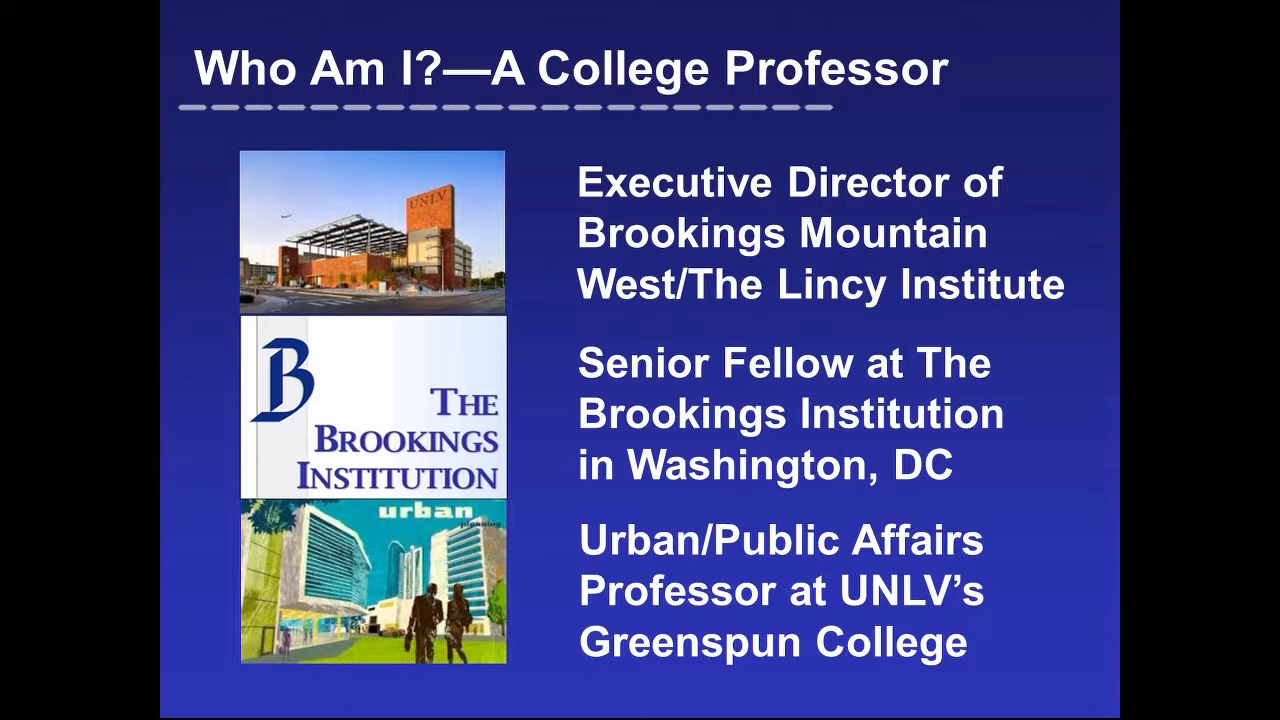 Who Am I?—A College Professor
UNLV
Executive Director of
Brookings Mountain
West/The Lincy Institute
B
THE
BROOKINGS
INSTITUTION
Senior Fellow at The
Brookings Institution
in Washington, DC
urban
planning
Urban/Public Affairs
Professor at UNLV’s
Greenspun College